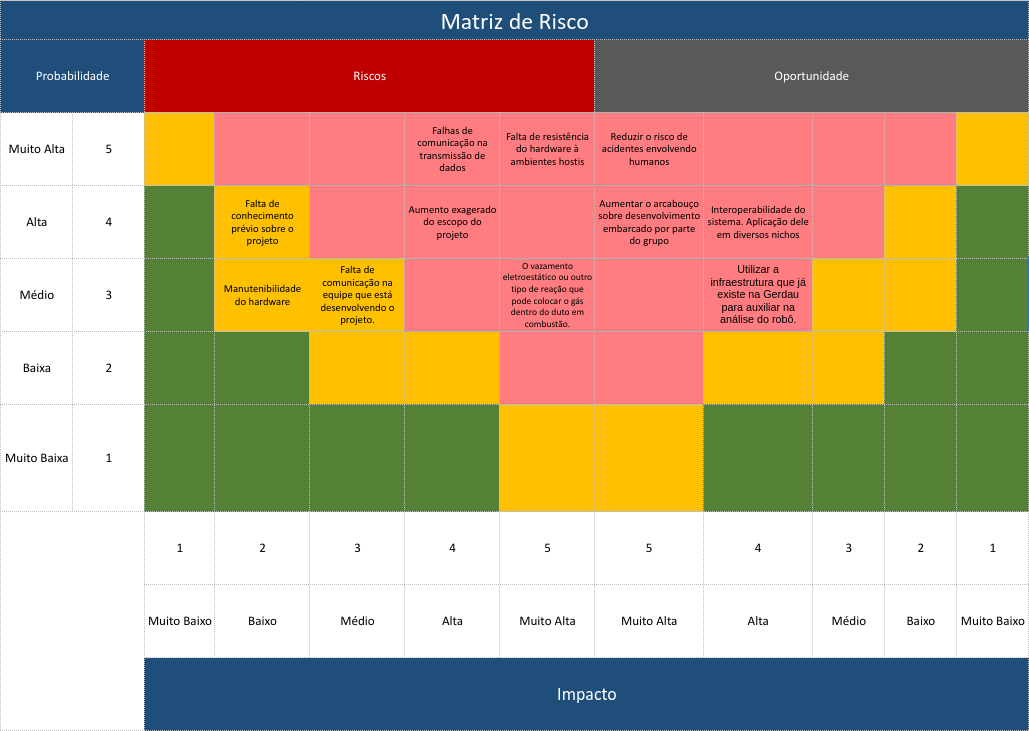 Matriz de Risco
Probabilidade
Riscos
Oportunidade
Muito Alta
5
Falhas de
comunicação na
transmissão de
dados
Falta de resistência
do hardware à
ambientes hostis
Reduzir o risco de
acidentes envolvendo
humanos
Alta
4
Falta de
conhecimento
prévio sobre o
projeto
Aumento exagerado
do escopo do
projeto
Aumentar o arcabouço
sobre desenvolvimento
embarcado por parte
do grupo
Interoperabilidade do
sistema. Aplicação dele
em diversos nichos
Médio
3
Manutenibilidade
do hardware
Falta de
comunicação na
equipe que está
desenvolvendo o
projeto.
O vazamento
eletroestático ou outro
tipo de reação que
pode colocar o gás
dentro do duto em
combustão.
Utilizar a
infraestrutura que já
existe na Gerdau
para auxiliar na
análise do robô.
Baixa
2
Muito Baixa
1
1
2
3
4
5
5
4
3
2
1
Muito Baixo
Baixo
Médio
Alta
Muito Alta
Muito Alta
Alta
Médio
Baixo
Muito Baixo
Impacto